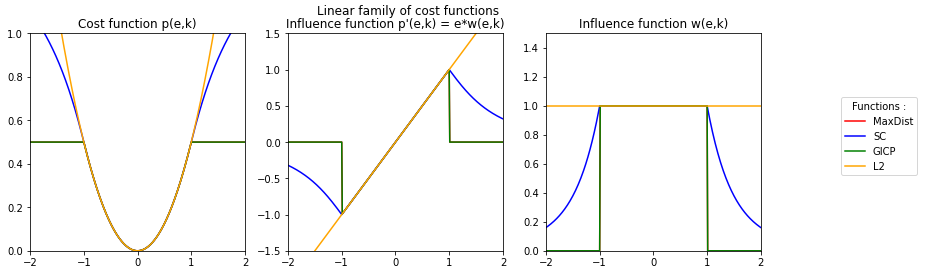 Linear family of cost functions
Cost function p(e,k)
1.0
0.8
0.6
0.4
0.2
0.0
−2 −1 0 1 2
Influence function p'(e,k) = e*w(e,k)
1.5
1.0
0.5
0.0
−0.5
−1.0
−1.5
−2 −1 0 1 2
Influence function w(e,k)
1.4
1.2
1.0
0.8
0.6
0.4
0.2
0.0
−2 −1 0 1 2
Functions :
MaxDist
SC
GICP
L2